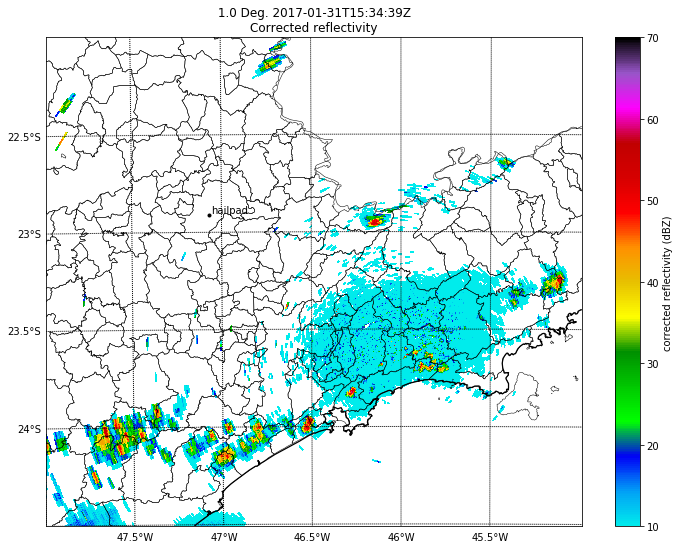 1.0 Deg. 2017-01-31T15:34:39Z
Corrected reflectivity
70
60
50
40
30
20
10
corrected reflectivity (dBZ)
22.5°S
23°S
23.5°S
24°S
hailpad
47.5°W
47°W
46.5°W
46°W
45.5°W